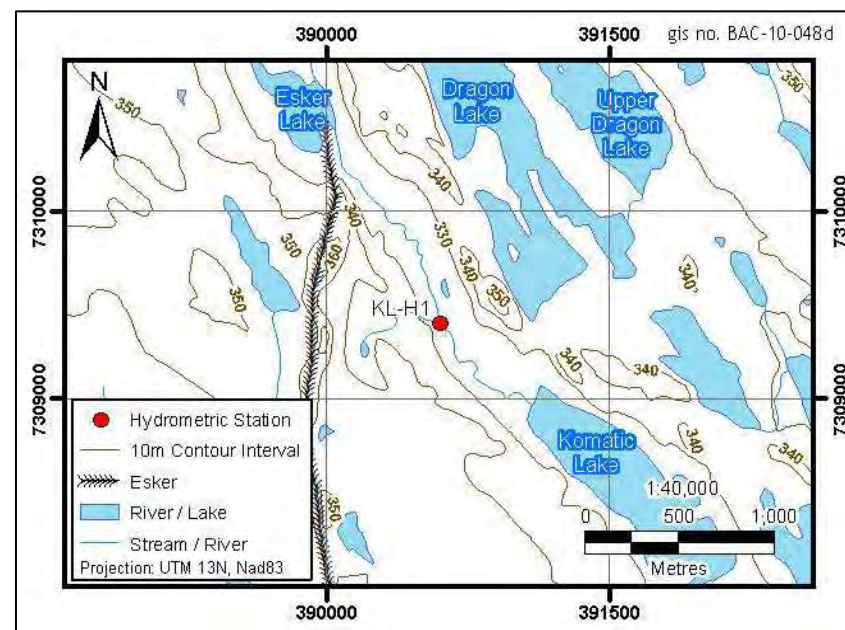 390000
391500
gis no. BAC-10-048d
N
350
Esker
Lake
Dragon
Lake
Upper
Dragon
Lake
350
340
7310000
7310000
340
350
360
330
340
350
350
340
KL-H1
340
340
7309000
7309000
Komatic
Lake
340
340
350
Hydrometric Station
10m Contour Interval
Esker
River / Lake
Stream / River
Projection: UTM 13N, Nad83
1:40,000
0 500 1,000
Metres
390000
391500